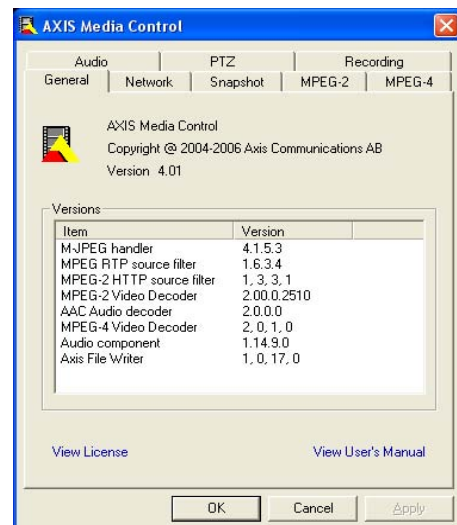 AXIS Media Control
Audio PTZ Recording
General Network Snapshot MPEG-2 MPEG-4
AXIS Media Control
Copyright @ 2004-2006 Axis Communications AB
Version 4.01
Versions
Item Version
M-JPEG handler 4.1.5.3
MPEG RTP source filter 1.6.3.4
MPEG-2 HTTP source filter 1, 3, 3, 1
MPEG-2 Video Decoder 2.00.0.2510
AAC Audio decoder 2.0.0.0
MPEG-4 Video Decoder 2, 0, 1, 0
Audio component 1.14.9.0
Axis File Writer 1, 0, 17, 0
View License View User's Manual
OK Cancel Apply